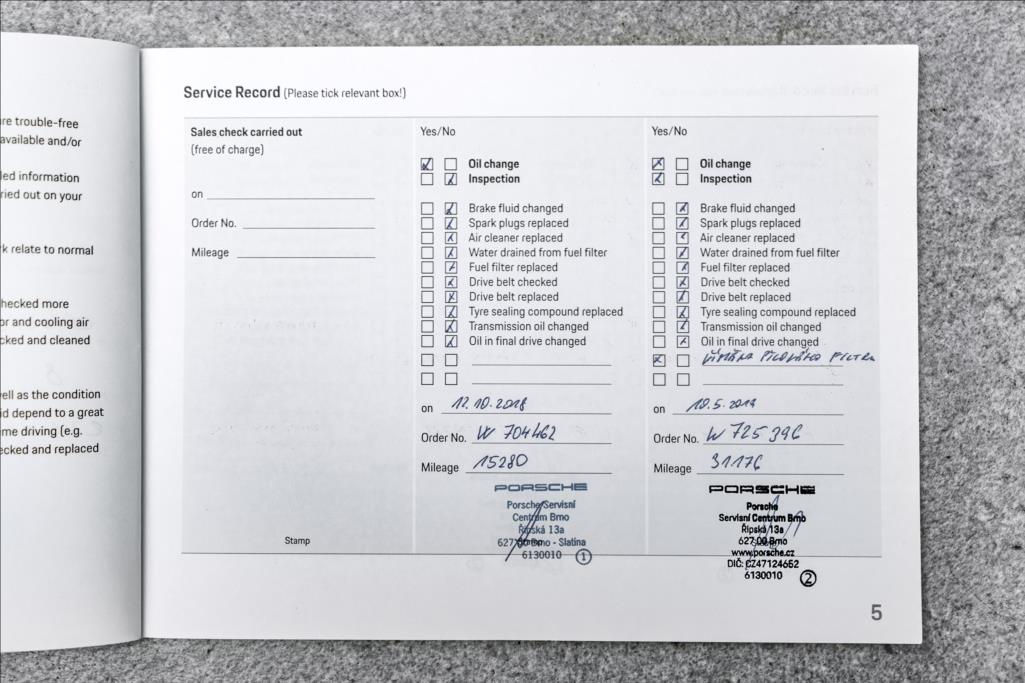 re trouble-free
available and/or
led information
ried out on your
k relate to normal
hecked more
or and cooling air
cked and cleaned
ell as the condition
id depend to a great
me driving (e.g.
ecked and replaced
Service Record (Please tick relevant box!)
Sales check carried out
(free of charge)
on
Order No.
Mileage
Stamp
Yes/No
Oil change
Inspection
Brake fluid changed
Spark plugs replaced
Air cleaner replaced
Water drained from fuel filter
Fuel filter replaced
Drive belt checked
Drive belt replaced
Tyre sealing compound replaced
Transmission oil changed
Oil in final drive changed
on 12.10.2018
Order No. W 704462
Mileage 15280
PORSCHE
Porsche Servisní
Centrum Brno
Řipská 13a
627 00 Brno - Slatina
6130010 1
Yes/No
Oil change
Inspection
Brake fluid changed
Spark plugs replaced
Air cleaner replaced
Water drained from fuel filter
Fuel filter replaced
Drive belt checked
Drive belt replaced
Tyre sealing compound replaced
Transmission oil changed
Oil in final drive changed
VÝMĚNA PYLOVÉHO FILTRU
on
Order No. W 725396
Mileage 31176
PORSCHE
Porsche
Servisní Centrum Brno
Řipská 13a
627 00 Brno
www.porsche.cz
DIČ: CZ47124652
6130010 2
5